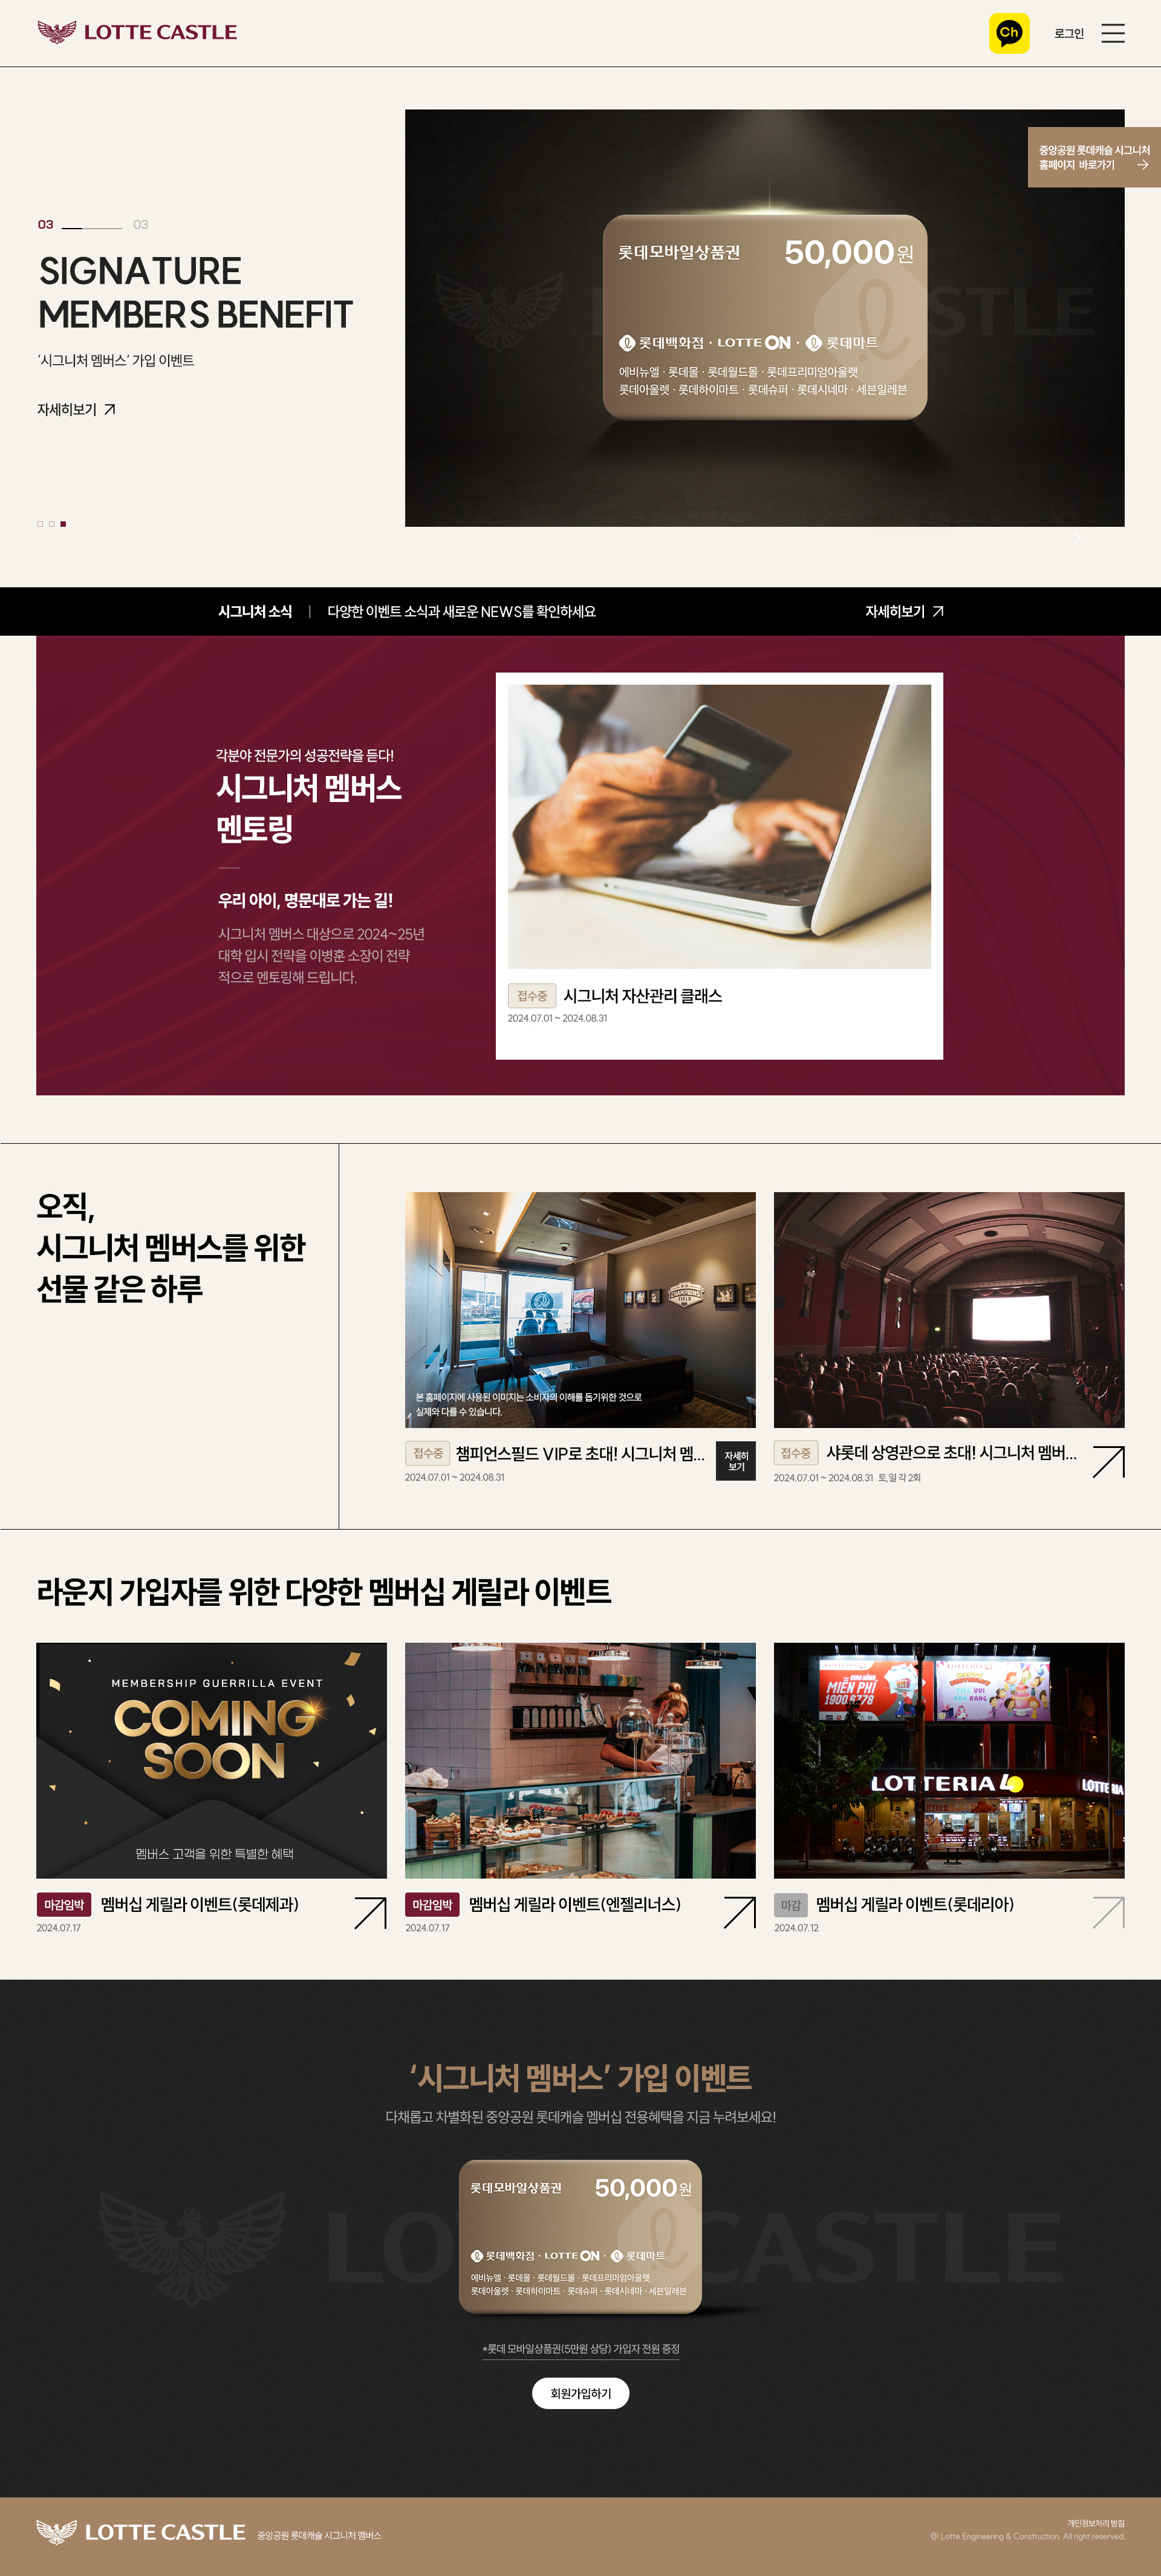 LOTTE CASTLE
Ch
로그인
중앙공원 롯데캐슬 시그니처
홈페이지 바로가기
03
03
SIGNATURE
MEMBERS BENEFIT
‘시그니처 멤버스’ 가입 이벤트
자세히보기
롯데모바일상품권
50,000원
롯데백화점 · LOTTE ON · 롯데마트
에비뉴엘 · 롯데몰 · 롯데월드몰 · 롯데프리미엄아울렛
롯데아울렛 · 롯데하이마트 · 롯데슈퍼 · 롯데시네마 · 세븐일레븐
시그니처 소식
다양한 이벤트 소식과 새로운 NEWS를 확인하세요
자세히보기
각분야 전문가의 성공전략을 듣다!
시그니처 멤버스
멘토링
우리 아이, 명문대로 가는 길!
시그니처 멤버스 대상으로 2024~25년
대학 입시 전략을 이병훈 소장이 전략
적으로 멘토링해 드립니다.
접수중
시그니처 자산관리 클래스
2024.07.01 ~ 2024.08.31
오직,
시그니처 멤버스를 위한
선물 같은 하루
CHAMPIONS
FIELD
본 홈페이지에 사용된 이미지는 소비자의 이해를 돕기위한 것으로
실제와 다를 수 있습니다.
접수중
챔피언스필드 VIP로 초대! 시그니처 멤...
2024.07.01 ~ 2024.08.31
자세히
보기
접수중
샤롯데 상영관으로 초대! 시그니처 멤버...
2024.07.01 ~ 2024.08.31 토,일 각 2회
라운지 가입자를 위한 다양한 멤버십 게릴라 이벤트
MEMBERSHIP GUERRILLA EVENT
COMING
SOON
멤버스 고객을 위한 특별한 혜택
MIỄN PHÍ
1900.6778
TIỆC VUI
RỘN RÀNG
LOTTERIA
LOTTERIA
마감임박
멤버십 게릴라 이벤트(롯데제과)
2024.07.17
마감임박
멤버십 게릴라 이벤트(엔젤리너스)
2024.07.17
마감
멤버십 게릴라 이벤트(롯데리아)
2024.07.12
‘시그니처 멤버스’ 가입 이벤트
다채롭고 차별화된 중앙공원 롯데캐슬 멤버십 전용혜택을 지금 누려보세요!
LOTTE CASTLE
롯데모바일상품권
50,000원
롯데백화점 · LOTTE ON · 롯데마트
에비뉴엘 · 롯데몰 · 롯데월드몰 · 롯데프리미엄아울렛
롯데아울렛 · 롯데하이마트 · 롯데슈퍼 · 롯데시네마 · 세븐일레븐
*롯데 모바일상품권(5만원 상당) 가입자 전원 증정
회원가입하기
LOTTE CASTLE
중앙공원 롯데캐슬 시그니처 멤버스
개인정보처리 방침
@ Lotte Engineering & Construction. All right reserved.